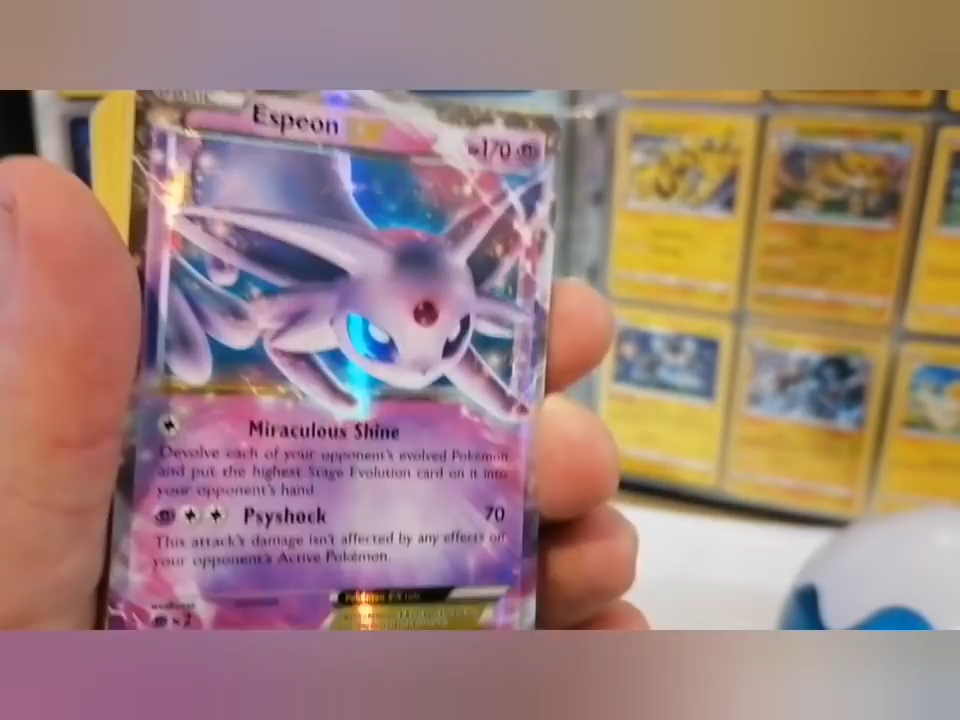 Espeon
170
Miraculous Shine
Devolve each of your opponent's evolved Pokémon
and put the highest Stage Evolution card on it into
your opponent's hand.
Psyshock 70
This attack's damage isn't affected by any effects on
your opponent's Active Pokémon.
weakness
×2